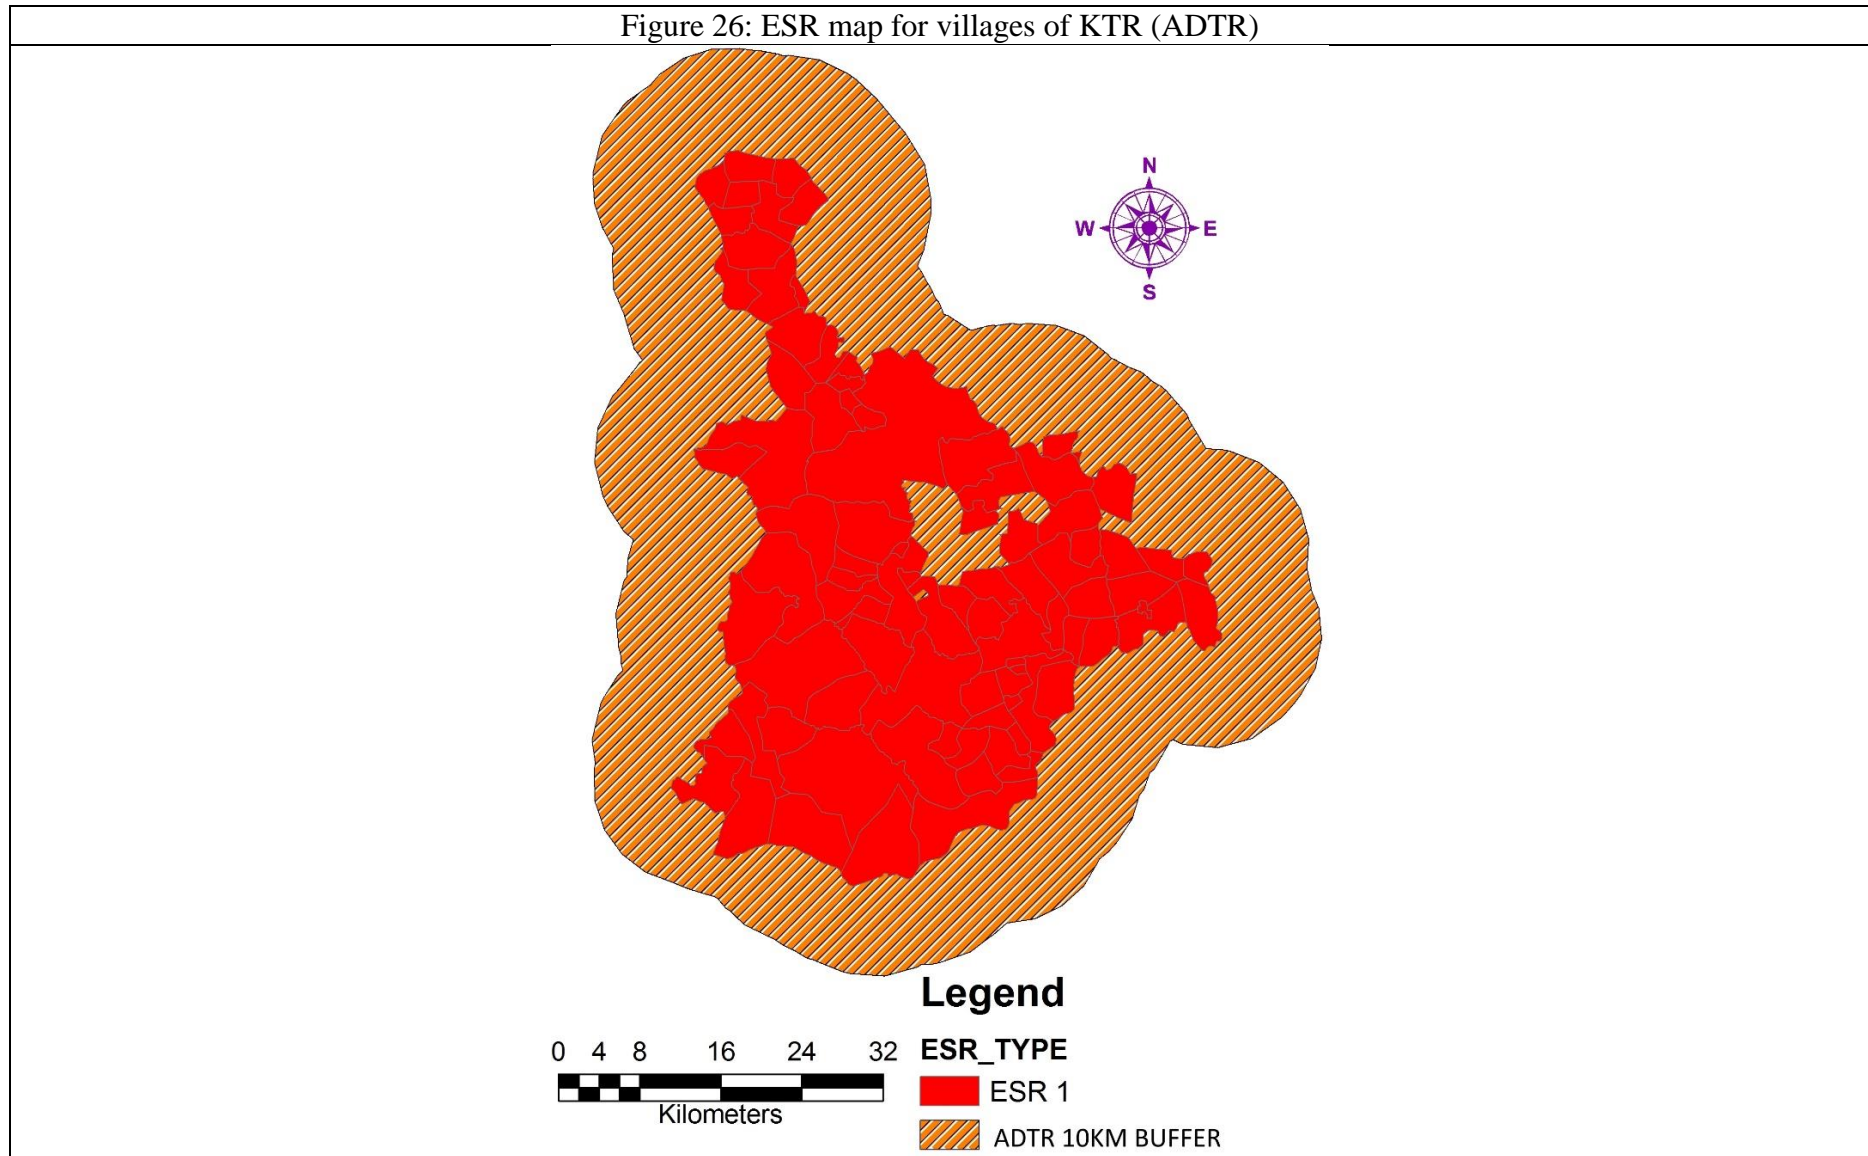 Figure 26: ESR map for villages of KTR (ADTR)
N
W E
S
Legend
0 4 8 16 24 32
Kilometers
ESR_TYPE
ESR 1
ADTR 10KM BUFFER